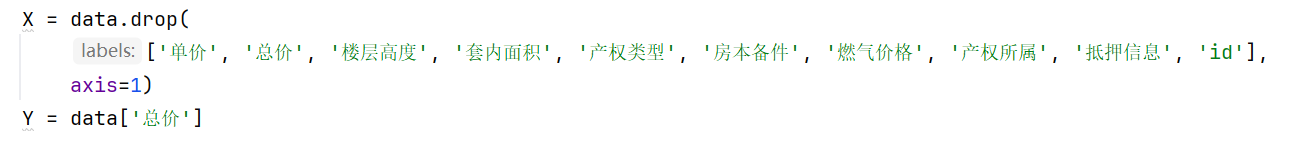 X = data.drop(
labels: ['单价', '总价', '楼层高度', '套内面积', '产权类型', '房本备件', '燃气价格', '产权所属', '抵押信息', 'id'],
axis=1)
Y = data['总价']